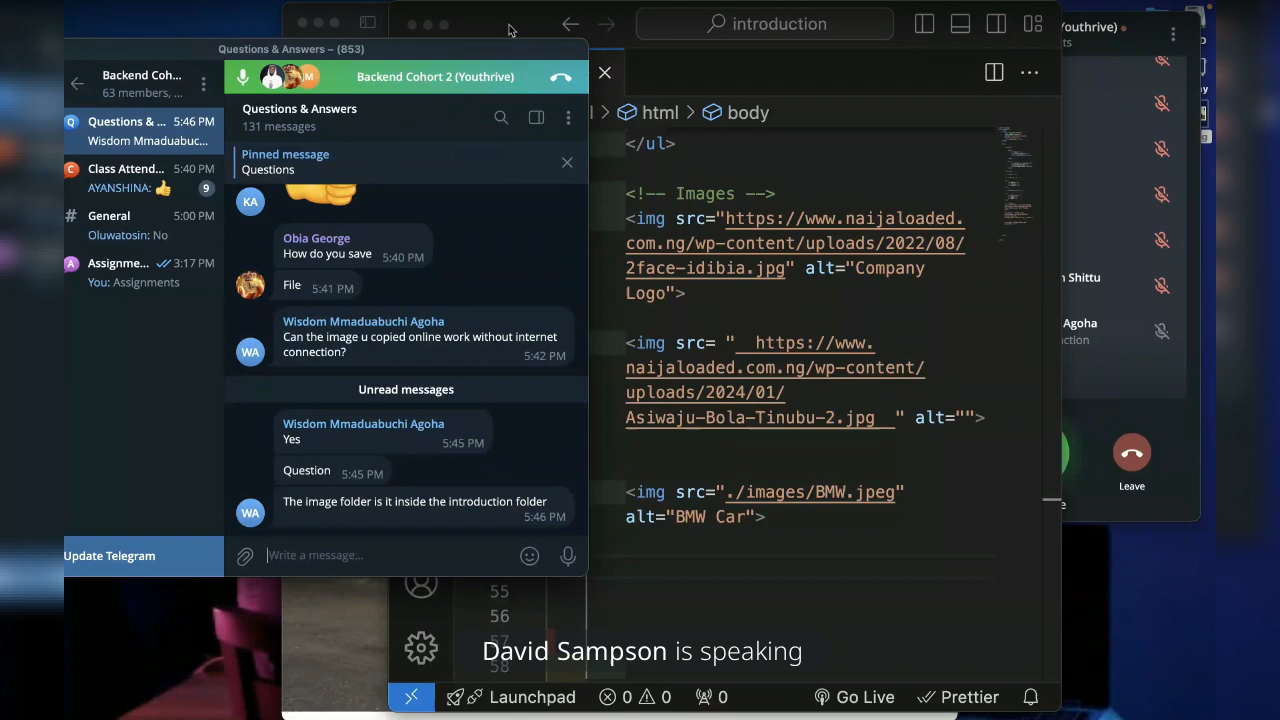 introduction
Questions & Answers – (853)
Backend Coh...
63 members, ...
Backend Cohort 2 (Youthrive)
Questions & Answers
131 messages
Pinned message
Questions
Questions & ... 5:46 PM
Wisdom Mmaduabuc...
Class Attend... 5:40 PM
AYANSHINA: 👍 9
# General 5:00 PM
Oluwatosin: No
Assignme... 3:17 PM
You: Assignments
Update Telegram
KA
Obia George
How do you save 5:40 PM
File 5:41 PM
Wisdom Mmaduabuchi Agoha
Can the image u copied online work without internet
connection? 5:42 PM
WA
Unread messages
Wisdom Mmaduabuchi Agoha
Yes 5:45 PM
Question 5:45 PM
The image folder is it inside the introduction folder
5:46 PM
WA
Write a message...
html > body
</ul>
<!-- Images -->
<img src="https://www.naijaloaded.
com.ng/wp-content/uploads/2022/08/
2face-idibia.jpg" alt="Company
Logo">
<img src= "  https://www.
naijaloaded.com.ng/wp-content/
uploads/2024/01/
Asiwaju-Bola-Tinubu-2.jpg  " alt="">
<img src="./images/BMW.jpeg"
alt="BMW Car">
55
56
57
58
David Sampson is speaking
Launchpad 0 0 0 Go Live Prettier
Youthrive)
Shittu
Agoha
Leave